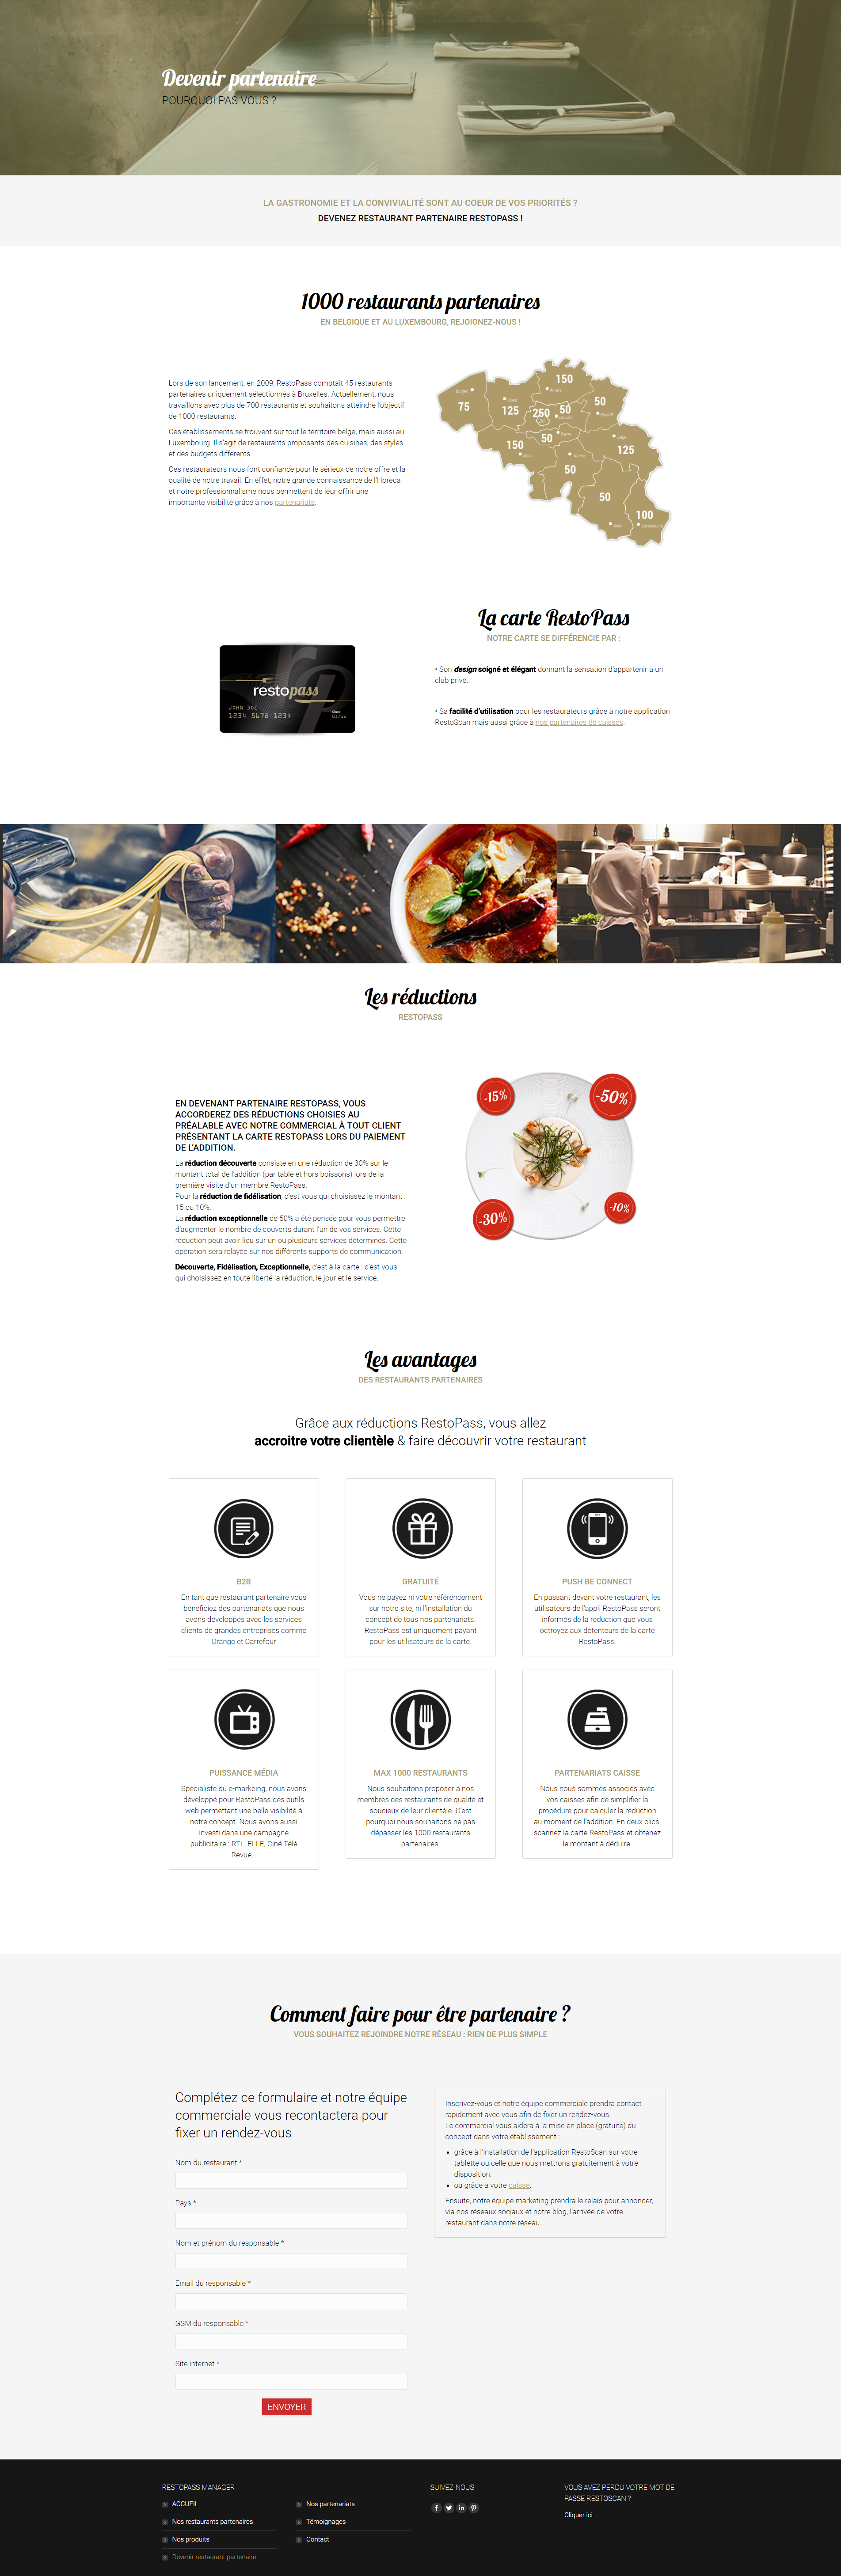 Devenir partenaire
POURQUOI PAS VOUS ?
LA GASTRONOMIE ET LA CONVIVIALITÉ SONT AU COEUR DE VOS PRIORITÉS ?
DEVENEZ RESTAURANT PARTENAIRE RESTOPASS !
1000 restaurants partenaires
EN BELGIQUE ET AU LUXEMBOURG, REJOIGNEZ-NOUS !
Lors de son lancement, en 2009, RestoPass comptait 45 restaurants
partenaires uniquement sélectionnés à Bruxelles. Actuellement, nous
travaillons avec plus de 700 restaurants et souhaitons atteindre l'objectif
de 1000 restaurants.
Ces établissements se trouvent sur tout le territoire belge, mais aussi au
Luxembourg. Il s'agit de restaurants proposants des cuisines, des styles
et des budgets différents.
Ces restaurateurs nous font confiance pour le sérieux de notre offre et la
qualité de notre travail. En effet, notre grande connaissance de l'Horeca
et notre professionnalisme nous permettent de leur offrir une
importante visibilité grâce à nos partenariats.
150
75
125
250
50
50
150
50
125
50
50
100
La carte RestoPass
NOTRE CARTE SE DIFFÉRENCIE PAR :
• Son design soigné et élégant donnant la sensation d'appartenir à un
club privé.
• Sa facilité d'utilisation pour les restaurateurs grâce à notre application
RestoScan mais aussi grâce à nos partenaires de caisses.
restopass
JOHN DOE
1234 5678 1234
Les réductions
RESTOPASS
EN DEVENANT PARTENAIRE RESTOPASS, VOUS
ACCORDEREZ DES RÉDUCTIONS CHOISIES AU
PRÉALABLE AVEC NOTRE COMMERCIAL À TOUT CLIENT
PRÉSENTANT LA CARTE RESTOPASS LORS DU PAIEMENT
DE L'ADDITION.
La réduction découverte consiste en une réduction de 30% sur le
montant total de l'addition (par table et hors boissons) lors de la
première visite d'un membre RestoPass.
Pour la réduction de fidélisation, c'est vous qui choisissez le montant :
15 ou 10%.
La réduction exceptionnelle de 50% a été pensée pour vous permettre
d'augmenter le nombre de couverts durant l'un de vos services. Cette
réduction peut avoir lieu sur un ou plusieurs services déterminés. Cette
opération sera relayée sur nos différents supports de communication.
Découverte, Fidélisation, Exceptionnelle, c'est à la carte : c'est vous
qui choisissez en toute liberté la réduction, le jour et le service.
-15%
-50%
-30%
-10%
Les avantages
DES RESTAURANTS PARTENAIRES
Grâce aux réductions RestoPass, vous allez
accroitre votre clientèle & faire découvrir votre restaurant
B2B
En tant que restaurant partenaire vous
bénéficiez des partenariats que nous
avons développés avec les services
clients de grandes entreprises comme
Orange et Carrefour
GRATUITÉ
Vous ne payez ni votre référencement
sur notre site, ni l'installation du
concept de tous nos partenariats.
RestoPass est uniquement payant
pour les utilisateurs de la carte.
PUSH BE CONNECT
En passant devant votre restaurant, les
utilisateurs de l'appli RestoPass seront
informés de la réduction que vous
octroyez aux détenteurs de la carte
RestoPass.
PUISSANCE MÉDIA
Spécialiste du e-markeing, nous avons
développé pour RestoPass des outils
web permettant une belle visibilité à
notre concept. Nous avons aussi
investi dans une campagne
publicitaire : RTL, ELLE, Ciné Télé
Revue...
MAX 1000 RESTAURANTS
Nous souhaitons proposer à nos
membres des restaurants de qualité et
soucieux de leur clientèle. C'est
pourquoi nous souhaitons ne pas
dépasser les 1000 restaurants
partenaires.
PARTENARIATS CAISSE
Nous nous sommes associés avec
vos caisses afin de simplifier la
procédure pour calculer la réduction
au moment de l'addition. En deux clics,
scannez la carte RestoPass et obtenez
le montant à déduire.
Comment faire pour être partenaire ?
VOUS SOUHAITEZ REJOINDRE NOTRE RÉSEAU : RIEN DE PLUS SIMPLE
Complétez ce formulaire et notre équipe
commerciale vous recontactera pour
fixer un rendez-vous
Nom du restaurant *
Pays *
Nom et prénom du responsable *
Email du responsable *
GSM du responsable *
Site internet *
ENVOYER
Inscrivez-vous et notre équipe commerciale prendra contact
rapidement avec vous afin de fixer un rendez-vous.
Le commercial vous aidera à la mise en place (gratuite) du
concept dans votre établissement :
• grâce à l'installation de l'application RestoScan sur votre
tablette ou celle que nous mettrons gratuitement à votre
disposition.
• ou grâce à votre caisse.
Ensuite, notre équipe marketing prendra le relais pour annoncer,
via nos réseaux sociaux et notre blog, l'arrivée de votre
restaurant dans notre réseau.
RESTOPASS MANAGER
ACCUEIL
Nos restaurants partenaires
Nos produits
Devenir restaurant partenaire
Nos partenariats
Témoignages
Contact
SUIVEZ-NOUS
VOUS AVEZ PERDU VOTRE MOT DE
PASSE RESTOSCAN ?
Cliquer ici